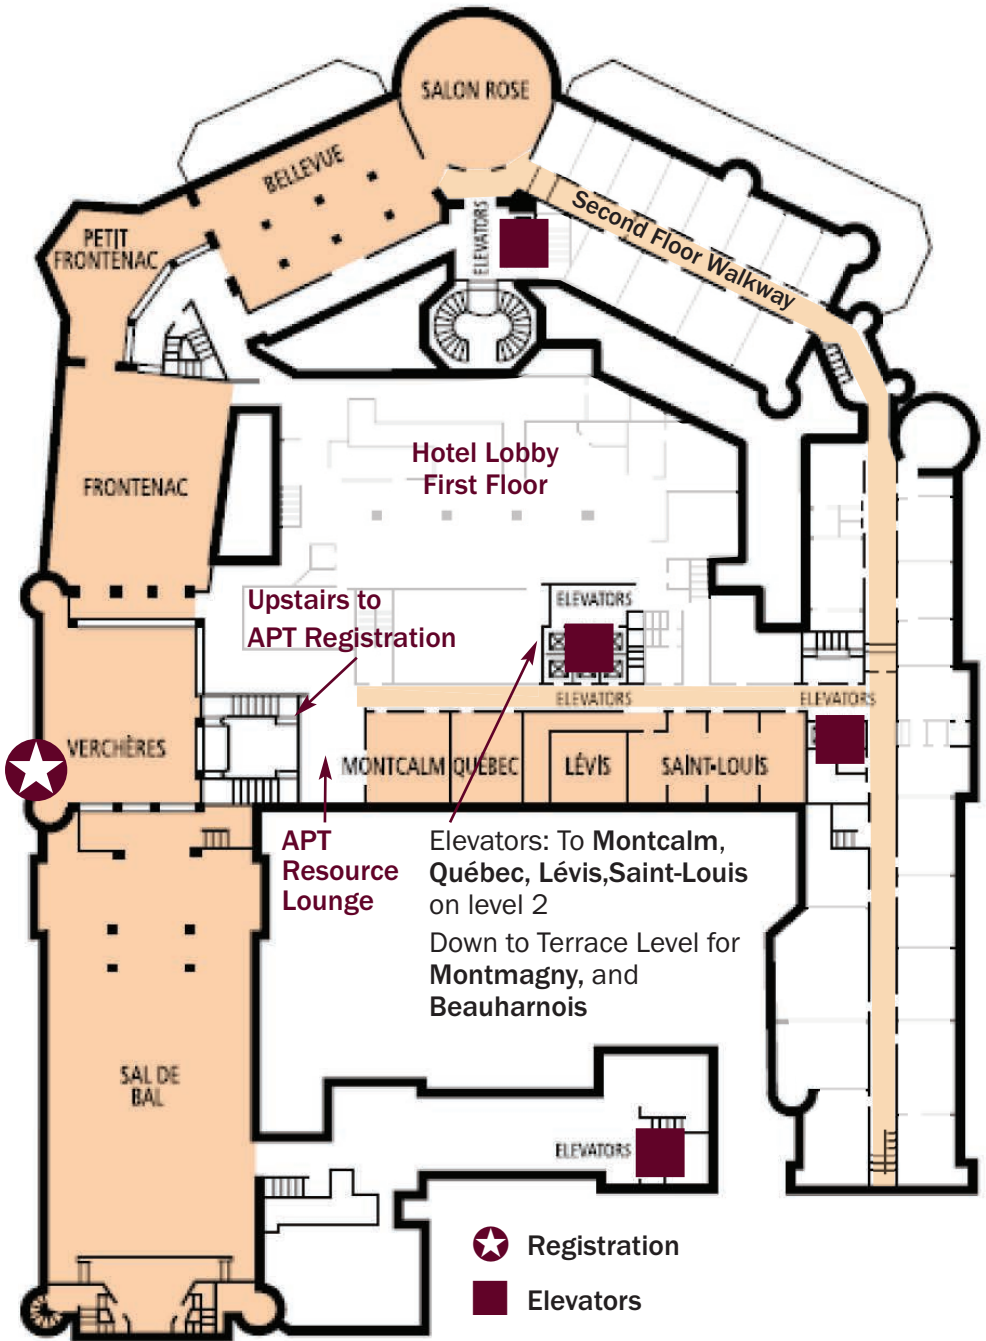 SALON ROSE
BELLEVUE
PETIT
FRONTENAC
ELEVATORS
Second Floor Walkway
Hotel Lobby
First Floor
FRONTENAC
Upstairs to
APT Registration
ELEVATORS
ELEVATORS
ELEVATORS
VERCHÈRES
MONTCALM
QUÉBEC
LÉVIS
SAINT-LOUIS
APT
Resource
Lounge
Elevators: To Montcalm,
Québec, Lévis,Saint-Louis
on level 2
Down to Terrace Level for
Montmagny, and
Beauharnois
SAL DE
BAL
ELEVATORS
Registration
Elevators